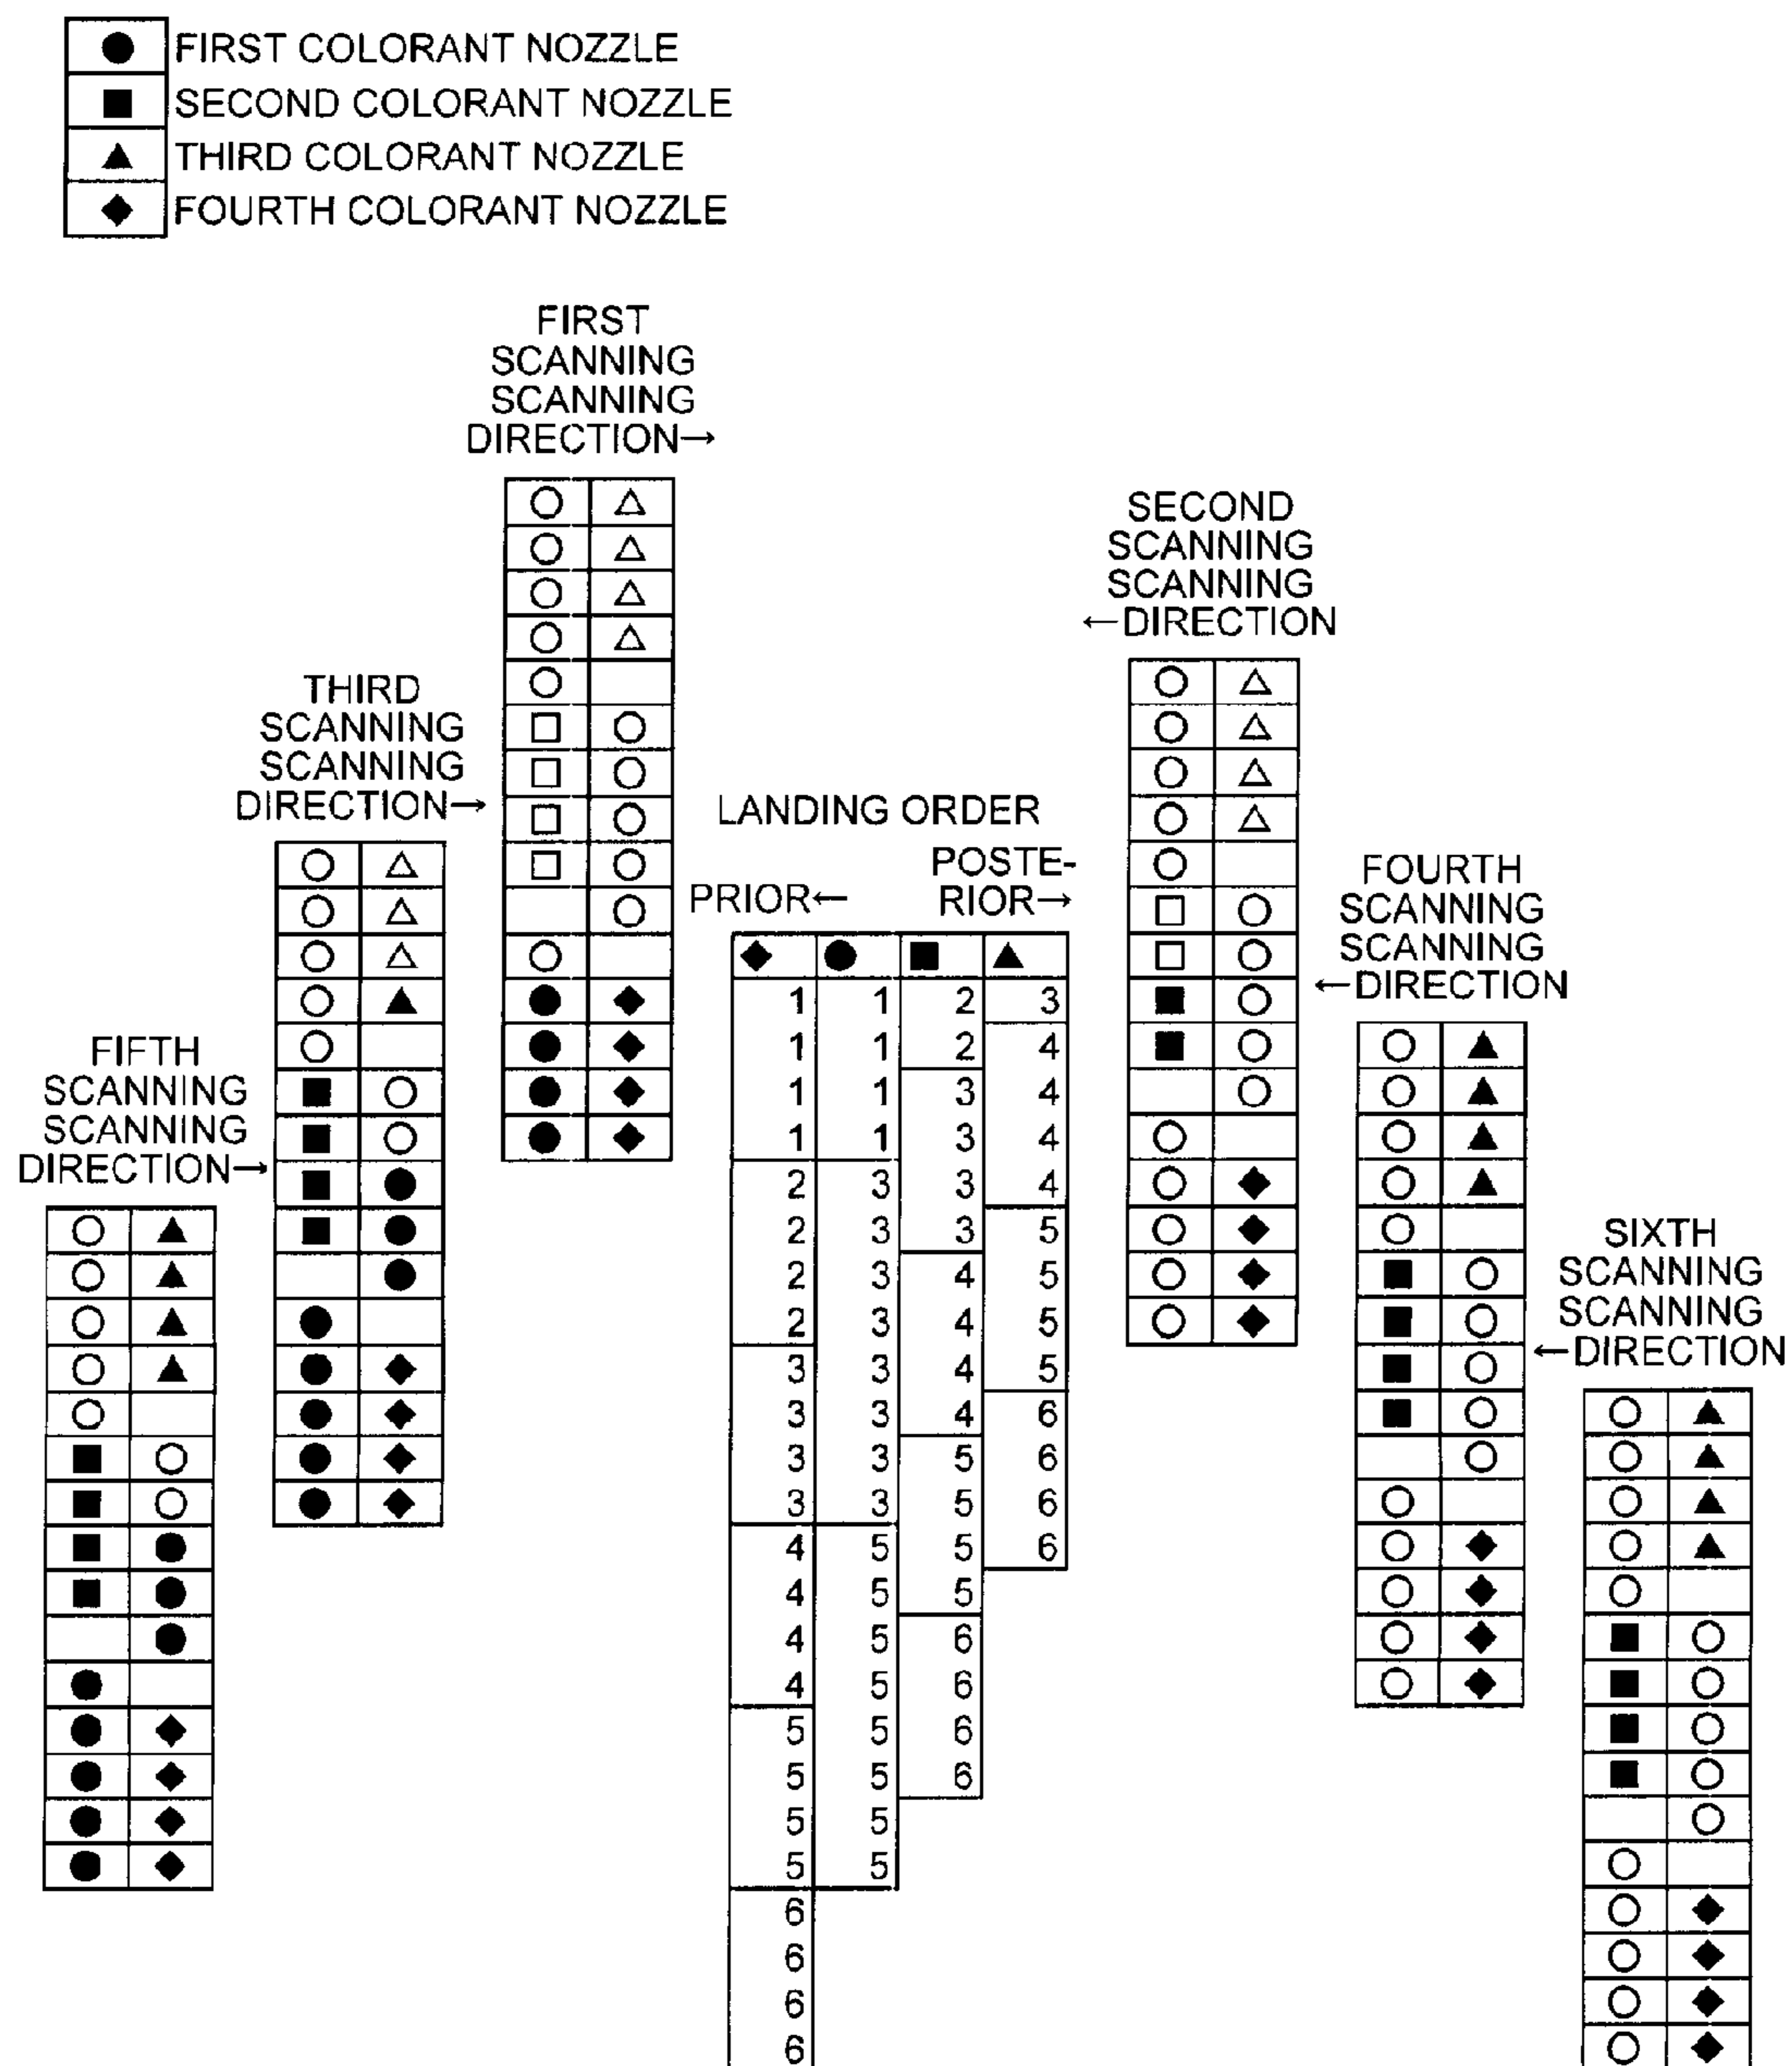 FIRST COLORANT NOZZLE
SECOND COLORANT NOZZLE
THIRD COLORANT NOZZLE
FOURTH COLORANT NOZZLE
FIRST
SCANNING
SCANNING
DIRECTION→
SECOND
SCANNING
SCANNING
←DIRECTION
THIRD
SCANNING
SCANNING
DIRECTION→
LANDING ORDER
PRIOR←
POSTE-
RIOR→
FOURTH
SCANNING
SCANNING
←DIRECTION
FIFTH
SCANNING
SCANNING
DIRECTION→
SIXTH
SCANNING
SCANNING
←DIRECTION
1 1 2 3
1 1 2 4
1 1 3 4
1 1 3 4
2 3 3 4
2 3 3 5
2 3 4 5
2 3 4 5
3 3 4 5
3 3 4 6
3 3 5 6
3 3 5 6
4 5 5 6
4 5 5
4 5 6
4 5 6
5 5 6
5 5 6
5 5
5 5
6
6
6
6